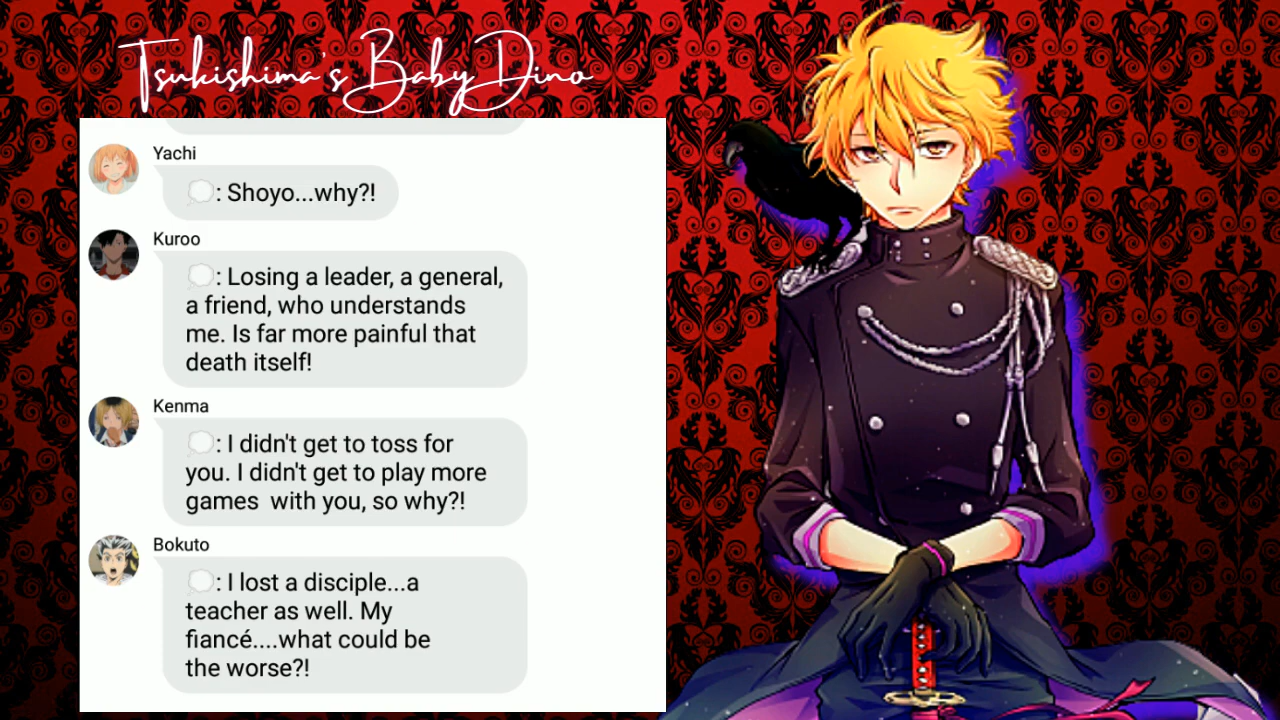 Tsukishima's Baby Dino
Yachi
💭: Shoyo...why?!
Kuroo
💭: Losing a leader, a general,
a friend, who understands
me. Is far more painful that
death itself!
Kenma
💭: I didn't get to toss for
you. I didn't get to play more
games  with you, so why?!
Bokuto
💭: I lost a disciple...a
teacher as well. My
fiancé....what could be
the worse?!